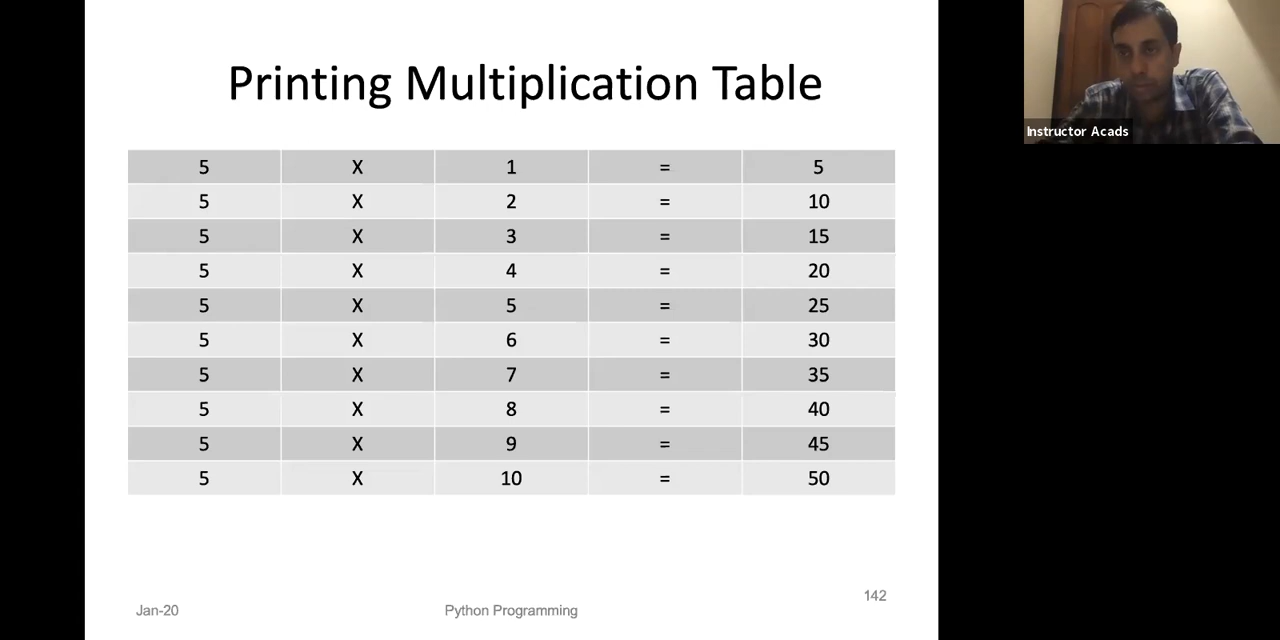 Printing Multiplication Table
5 X 1 = 5
5 X 2 = 10
5 X 3 = 15
5 X 4 = 20
5 X 5 = 25
5 X 6 = 30
5 X 7 = 35
5 X 8 = 40
5 X 9 = 45
5 X 10 = 50
Jan-20
Python Programming
142
Instructor Acads